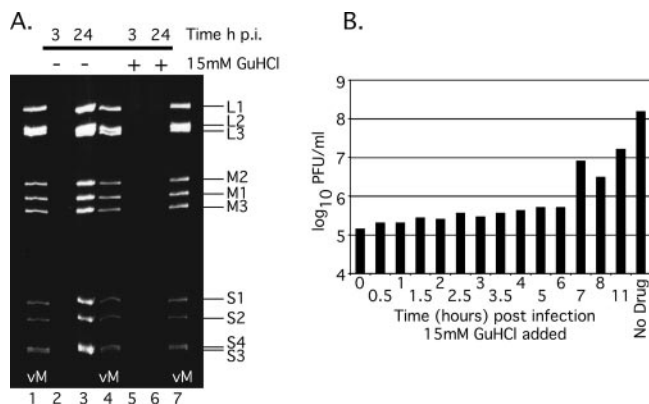 A.
3 24 3 24 Time h p.i.
- - + + 15mM GuHCl
L1
L2
L3
M2
M1
M3
S1
S2
S4
S3
vM vM vM
1 2 3 4 5 6 7
B.
log10 PFU/ml
9
8
7
6
5
4
0 0.5 1 1.5 2 2.5 3 3.5 4 5 6 7 8 11 No Drug
Time (hours) post infection
15mM GuHCl added